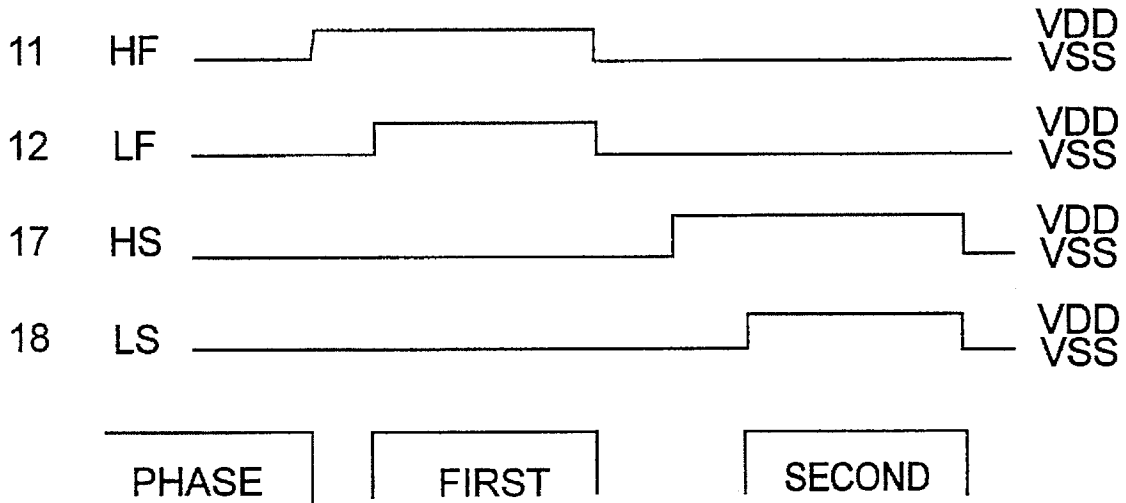 11 HF VDD
VSS
12 LF VDD
VSS
17 HS VDD
VSS
18 LS VDD
VSS
PHASE FIRST SECOND